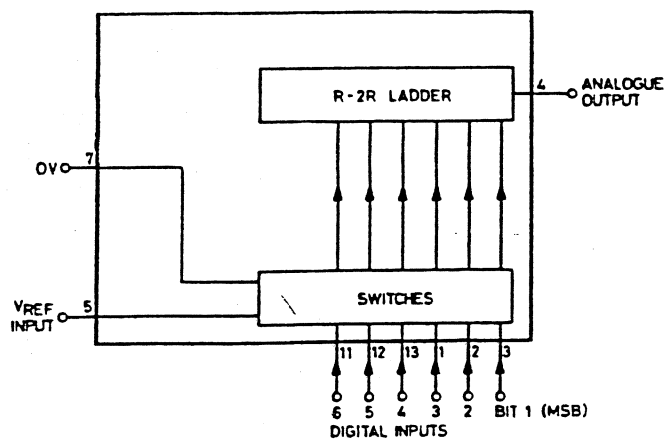 R-2R LADDER
4
ANALOGUE
OUTPUT
7
0V
SWITCHES
VREF
INPUT
5
11 12 13 1 2 3
6 5 4 3 2 BIT 1 (MSB)
DIGITAL INPUTS